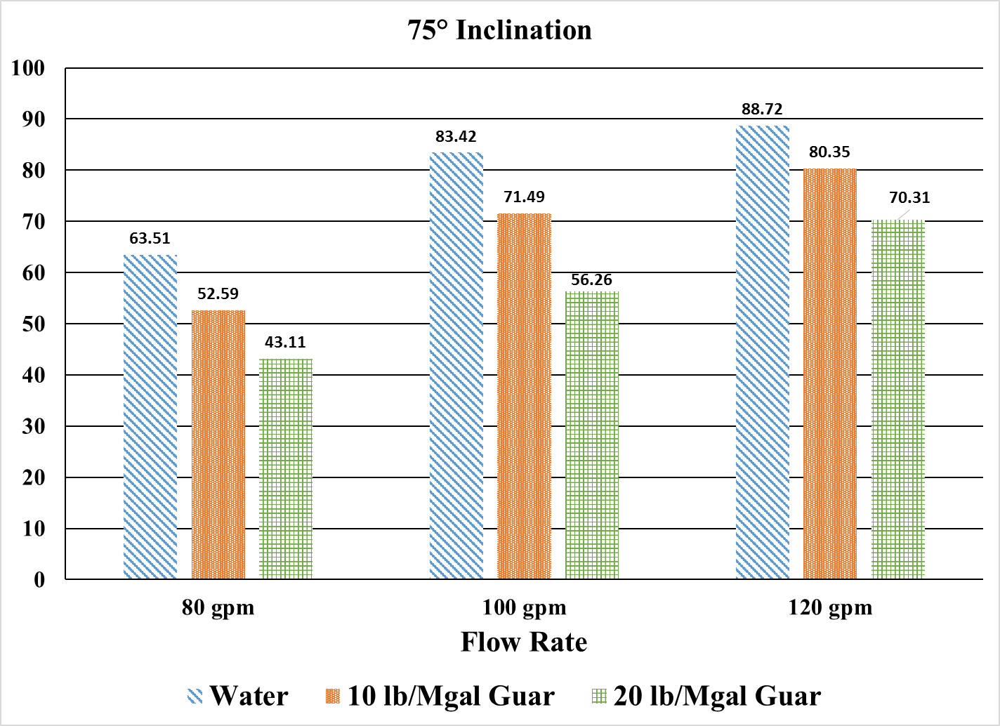 75° Inclination
100
90
80
70
60
50
40
30
20
10
0
63.51
52.59
43.11
83.42
71.49
56.26
88.72
80.35
70.31
80 gpm
100 gpm
120 gpm
Flow Rate
Water
10 lb/Mgal Guar
20 lb/Mgal Guar